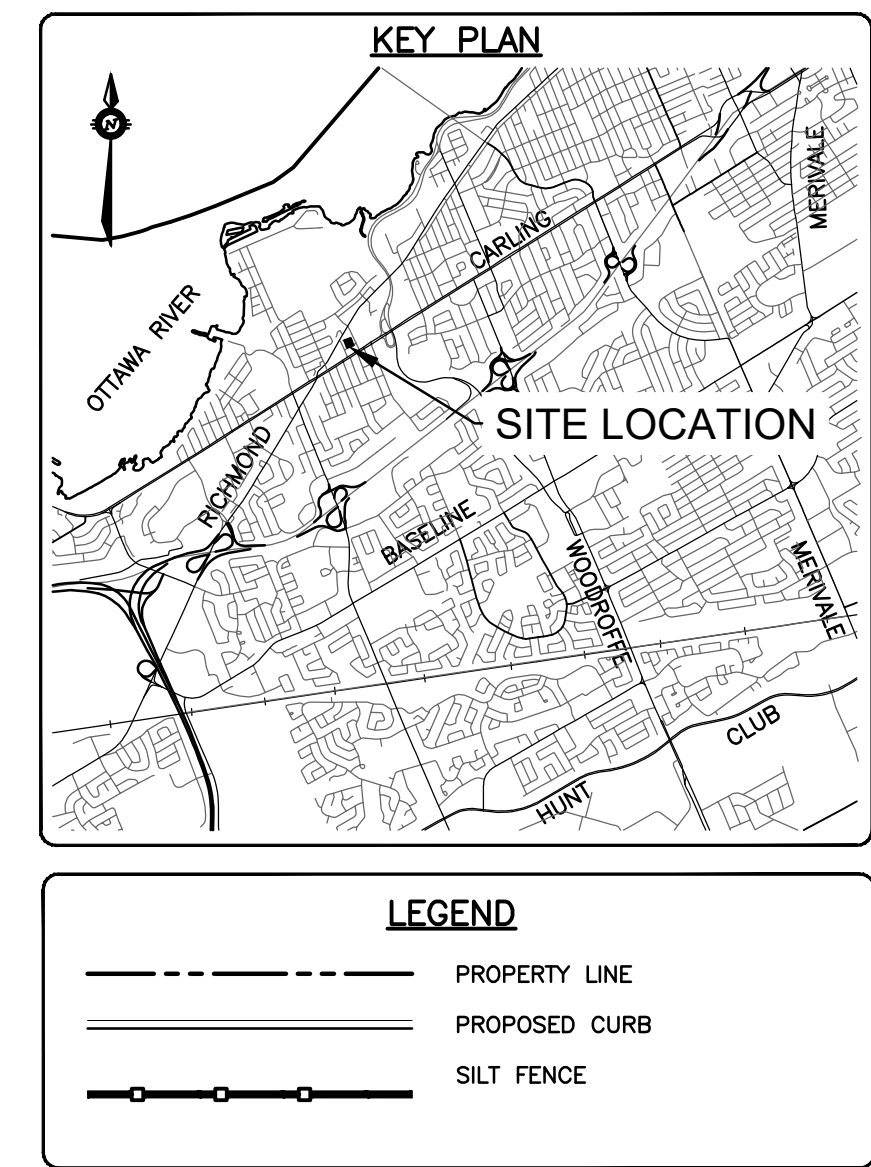 KEY PLAN
N
MERIVALE
CARLING
OTTAWA RIVER
SITE LOCATION
RICHMOND
BASELINE
WOODROFFE
MERIVALE
CLUB
HUNT
LEGEND
PROPERTY LINE
PROPOSED CURB
SILT FENCE